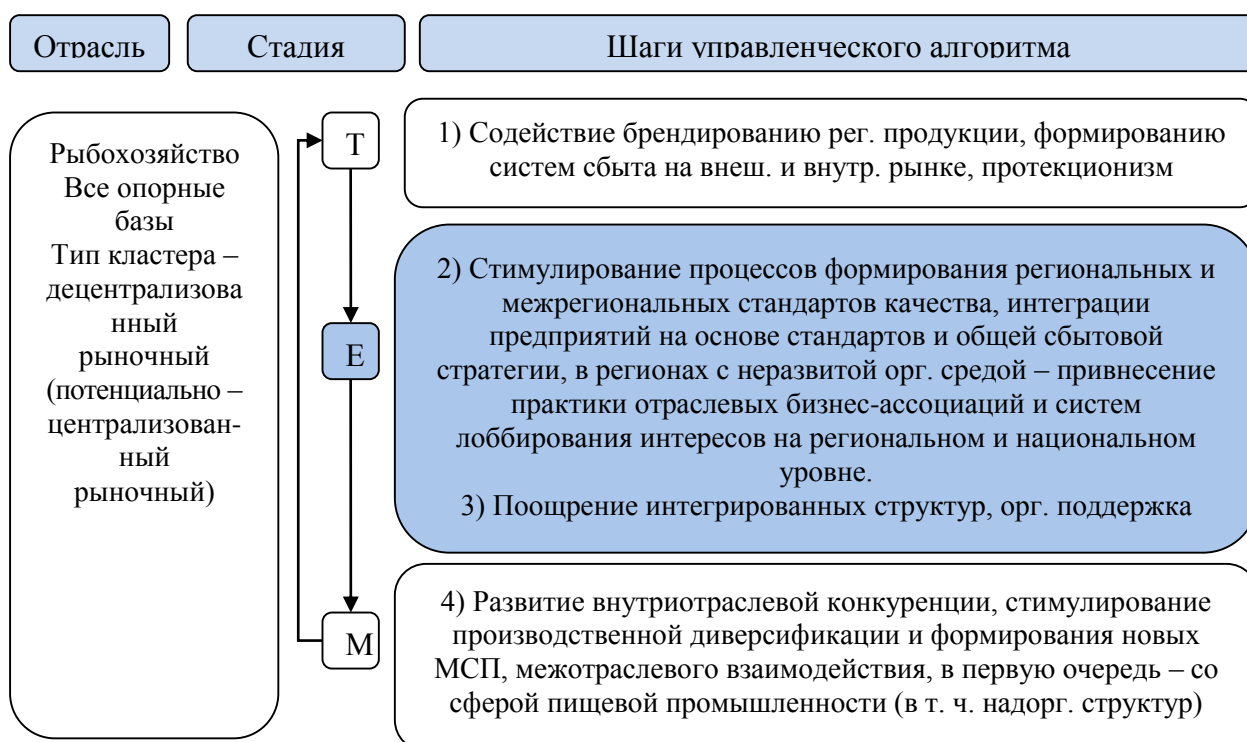 Отрасль
Стадия
Шаги управленческого алгоритма
Рыбохозяйство
Все опорные
базы
Тип кластера –
децентрализова
нный
рыночный
(потенциально –
централизован-
ный
рыночный)
Т
Е
М
1) Содействие брендированию рег. продукции, формированию
систем сбыта на внеш. и внутр. рынке, протекционизм
2) Стимулирование процессов формирования региональных и
межрегиональных стандартов качества, интеграции
предприятий на основе стандартов и общей сбытовой
стратегии, в регионах с неразвитой орг. средой – привнесение
практики отраслевых бизнес-ассоциаций и систем
лоббирования интересов на региональном и национальном
уровне.
3) Поощрение интегрированных структур, орг. поддержка
4) Развитие внутриотраслевой конкуренции, стимулирование
производственной диверсификации и формирования новых
МСП, межотраслевого взаимодействия, в первую очередь – со
сферой пищевой промышленности (в т. ч. надорг. структур)